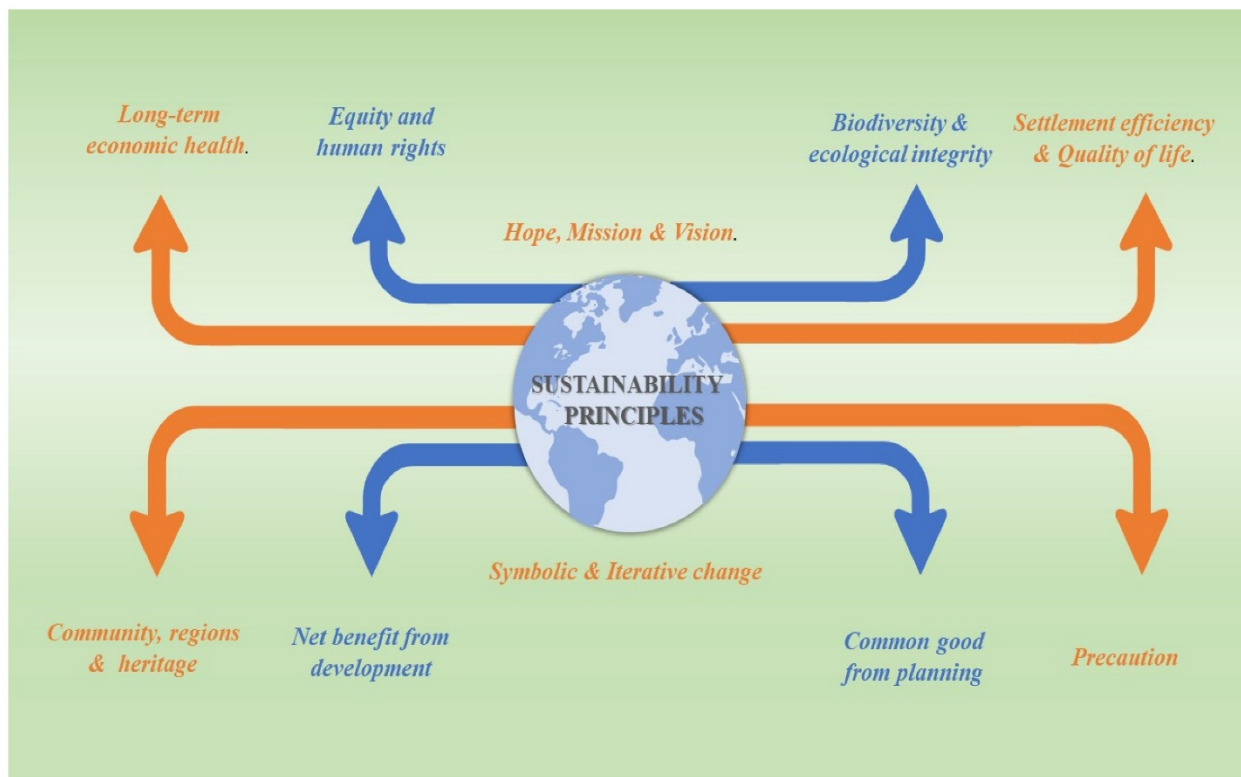 Long-term
economic health.
Equity and
human rights
Biodiversity &
ecological integrity
Settlement efficiency
& Quality of life.
Hope, Mission & Vision.
SUSTAINABILITY
PRINCIPLES
Symbolic & Iterative change
Community, regions
& heritage
Net benefit from
development
Common good
from planning
Precaution